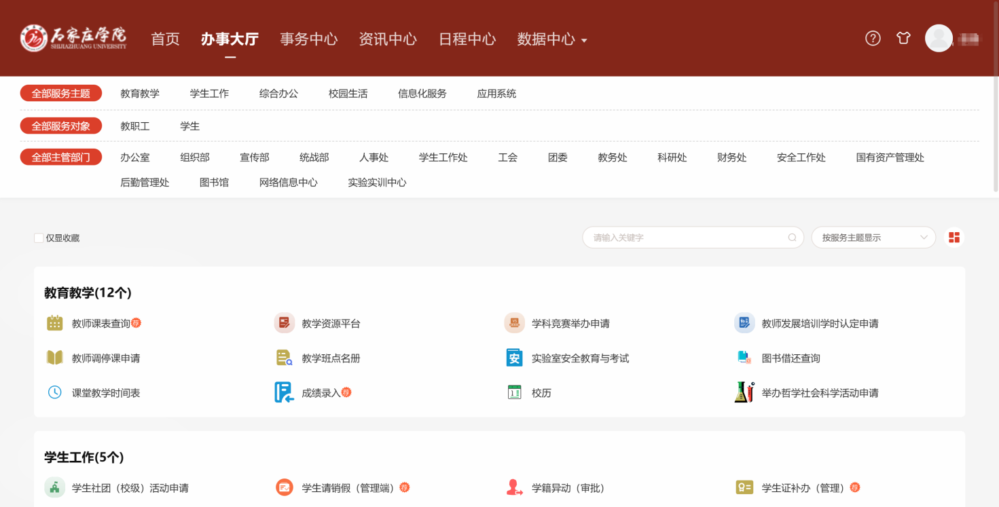 石家庄学院 首页 办事大厅 事务中心 资讯中心 日程中心 数据中心
SHIJIAZHUANG UNIVERSITY
全部服务主题 教育教学 学生工作 综合办公 校园生活 信息化服务 应用系统
全部服务对象 教职工 学生
全部主管部门 办公室 组织部 宣传部 统战部 人事处 学生工作处 工会 团委 教务处 科研处 财务处 安全工作处 国有资产管理处
后勤管理处 图书馆 网络信息中心 实验实训中心
仅显收藏 请输入关键字 按服务主题显示
教育教学(12个)
教师课表查询荐 教学资源平台 学科竞赛举办申请 教师发展培训学时认定申请
教师调停课申请 教学班点名册 安 实验室安全教育与考试 图书借还查询
课堂教学时间表 成绩录入荐 校历 举办哲学社会科学活动申请
学生工作(5个)
学生社团（校级）活动申请 学生请销假（管理端）荐 学籍异动（审批） 学生证补办（管理）荐